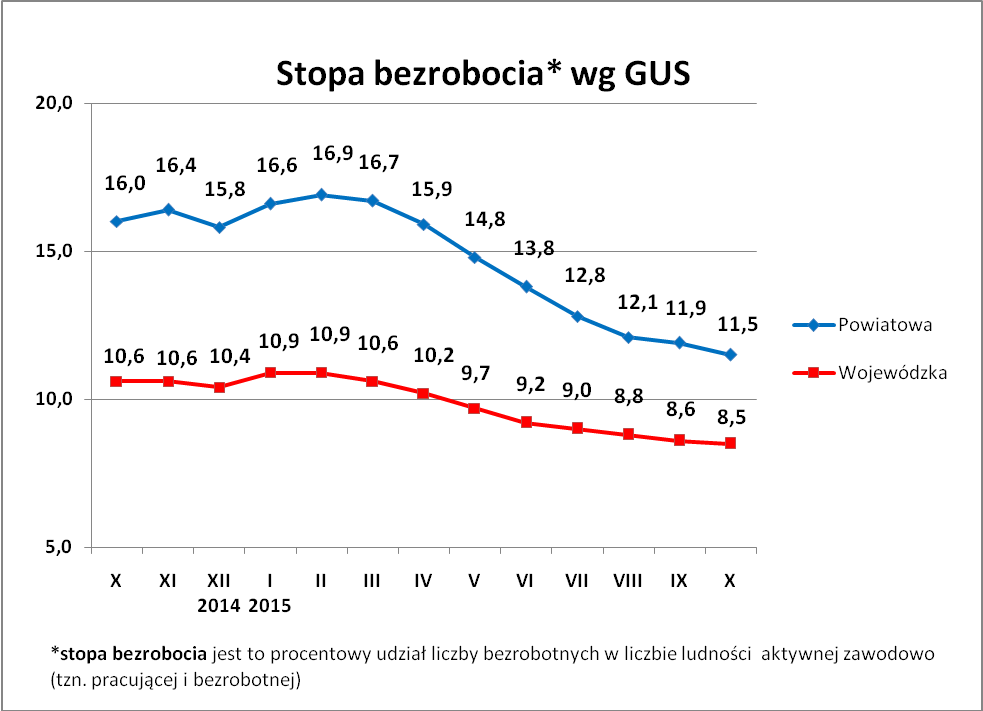 Stopa bezrobocia* wg GUS
20,0
15,0
10,0
5,0
16,0 16,4 15,8 16,6 16,9 16,7 15,9 14,8 13,8 12,8 12,1 11,9 11,5
10,6 10,6 10,4 10,9 10,9 10,6 10,2 9,7 9,2 9,0 8,8 8,6 8,5
Powiatowa
Wojewódzka
X XI XII I II III IV V VI VII VIII IX X
2014 2015
*stopa bezrobocia jest to procentowy udział liczby bezrobotnych w liczbie ludności aktywnej zawodowo
(tzn. pracującej i bezrobotnej)